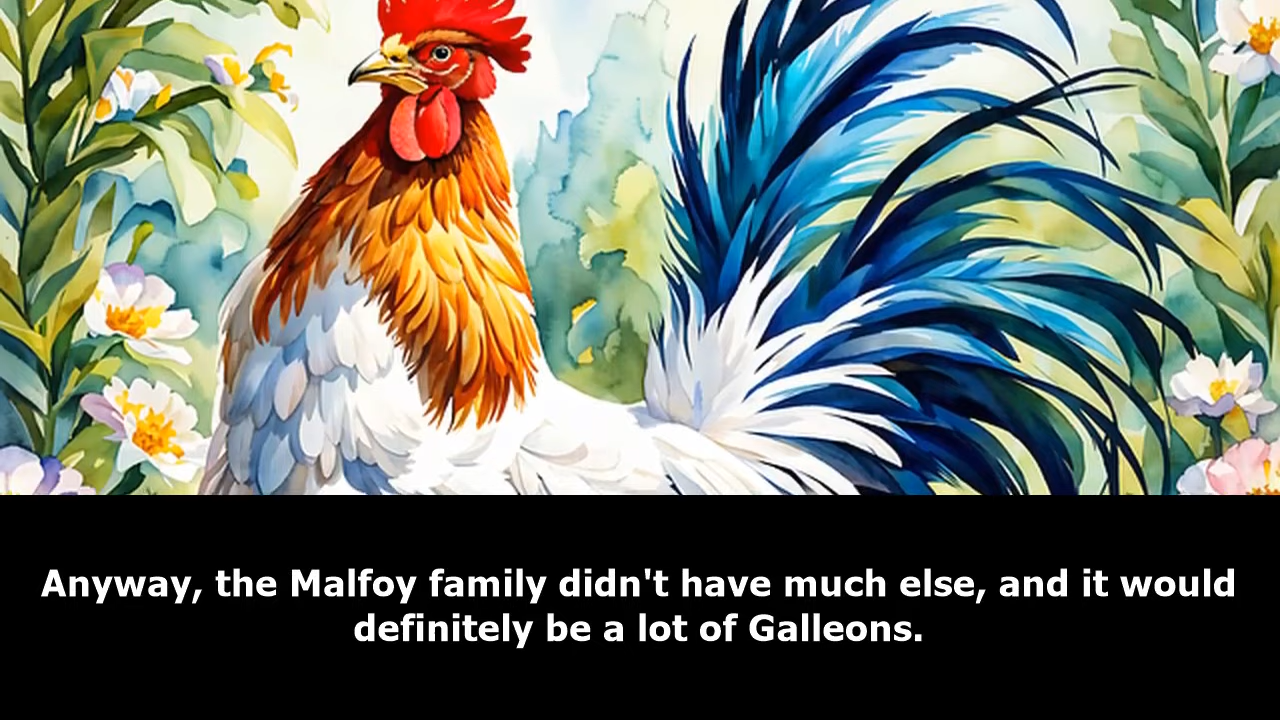 Anyway, the Malfoy family didn't have much else, and it would
definitely be a lot of Galleons.